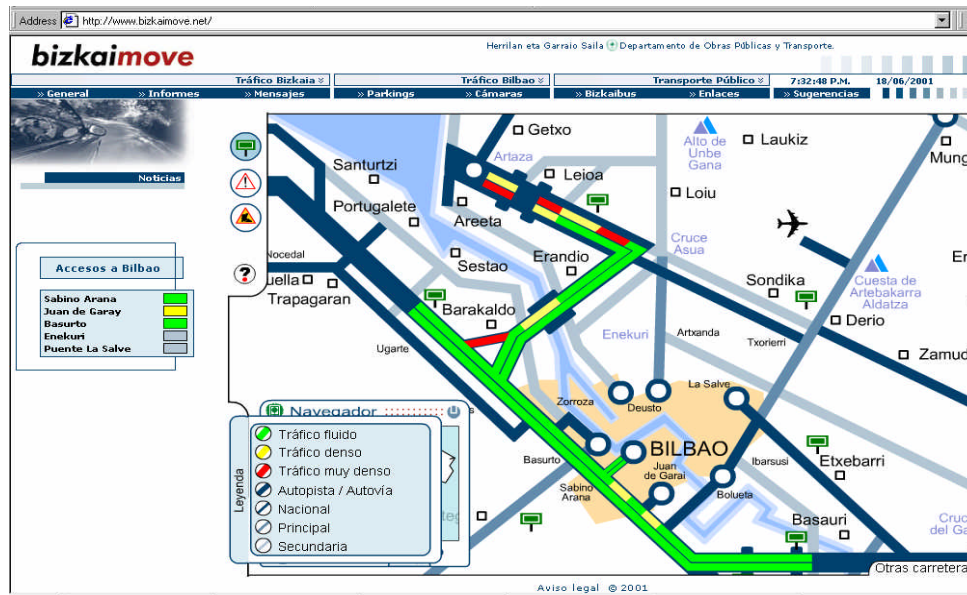 Address http://www.bizkaimove.net/
bizkaimove
Herrilan eta Garraio Saila Departamento de Obras Públicas y Transporte.
Tráfico Bizkaia Tráfico Bilbao Transporte Público 7:32:48 P.M. 18/06/2001
» General » Informes » Mensajes » Parkings » Cámaras » Bizkaibus » Enlaces » Sugerencias
Noticias
Accesos a Bilbao
Sabino Arana
Juan de Garay
Basurto
Enekuri
Puente La Salve
Getxo
Laukiz
Alto de
Unbe
Gana
Artaza
Santurtzi
Leioa
Loiu
Portugalete
Areeta
Cruce
Asua
Nocedal
Sestao
Erandio
Sondika
Cuesta de
Artebakarra
Aldatza
Trapagaran
Barakaldo
Derio
Enekuri
Artxanda
Txorierri
Ugarte
La Salve
Zorroza
Deusto
BILBAO
Juan
de Garai
Basurto
Ibarsusi
Etxebarri
Sabino
Arana
Bolueta
Basauri
Otras carretera
Navegador
Leyenda
Tráfico fluido
Tráfico denso
Tráfico muy denso
Autopista / Autovía
Nacional
Principal
Secundaria
Aviso legal © 2001